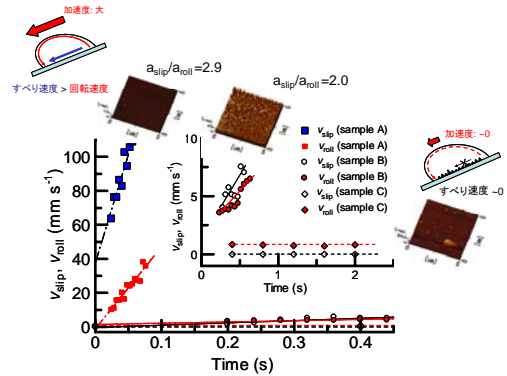 加速度: 大
すべり速度 > 回転速度
a_slip/a_roll=2.9
a_slip/a_roll=2.0
v_slip (sample A)
v_roll (sample A)
v_slip (sample B)
v_roll (sample B)
v_slip (sample C)
v_roll (sample C)
加速度: ~0
すべり速度 ~0
v_slip, v_roll (mm s⁻¹)
100
80
60
40
20
0
v_slip, v_roll (mm s⁻¹)
10
5
0
0
1
2
Time (s)
0
0.1
0.2
0.3
0.4
Time (s)